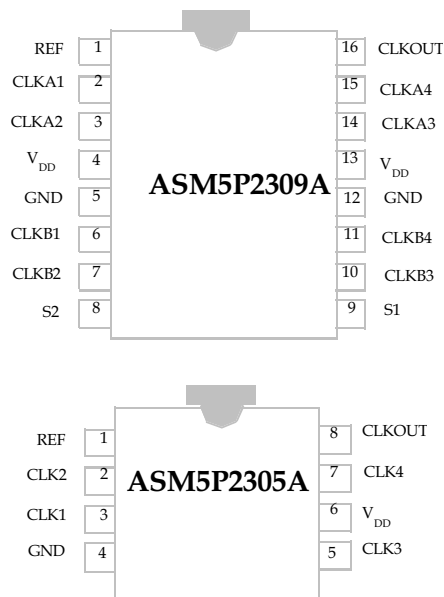 REF 1 16 CLKOUT
CLKA1 2 15 CLKA4
CLKA2 3 14 CLKA3
VDD 4 13 VDD
ASM5P2309A
GND 5 12 GND
CLKB1 6 11 CLKB4
CLKB2 7 10 CLKB3
S2 8 9 S1
REF 1 8 CLKOUT
CLK2 2 7 CLK4
ASM5P2305A
CLK1 3 6 VDD
GND 4 5 CLK3